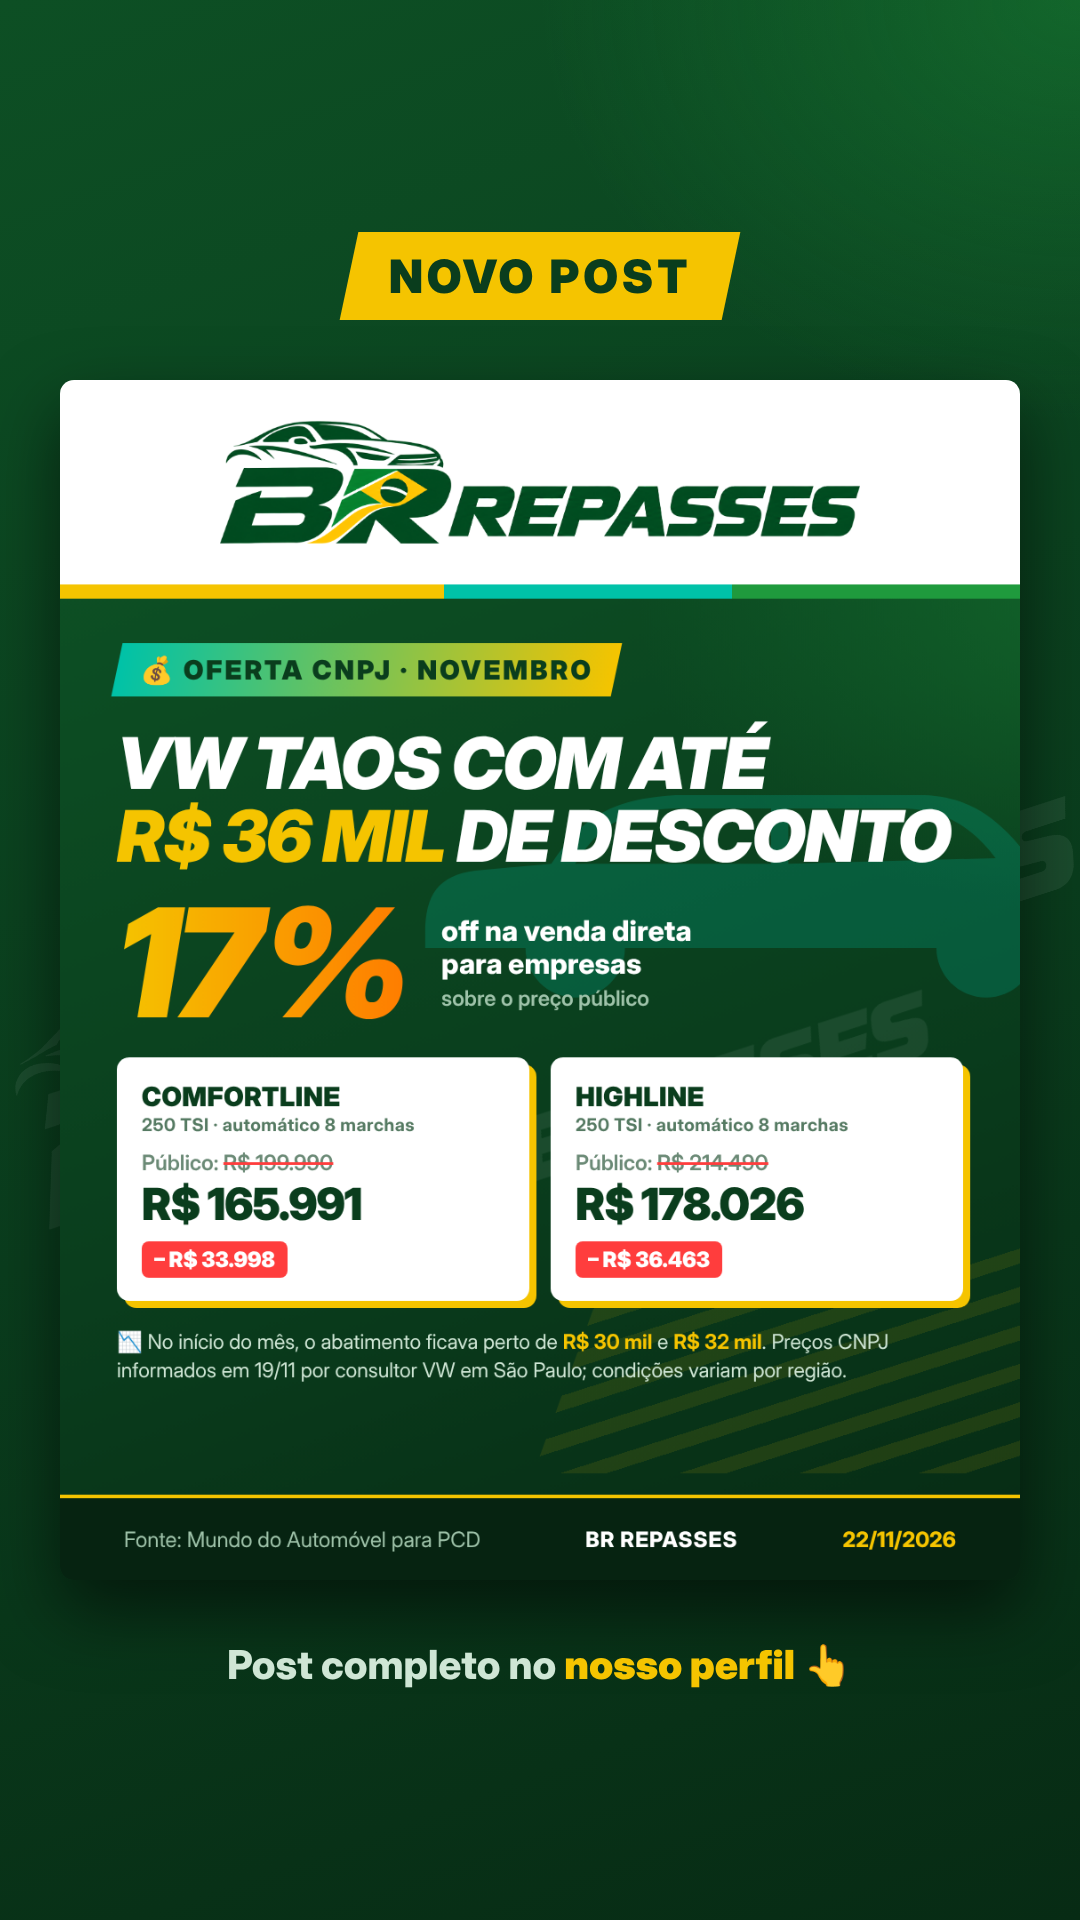 NOVO POST
BR REPASSES
💰 OFERTA CNPJ · NOVEMBRO
VW TAOS COM ATÉ
R$ 36 MIL DE DESCONTO
17%
off na venda direta
para empresas
sobre o preço público
COMFORTLINE
250 TSI · automático 8 marchas
Público: R$ 199.990
R$ 165.991
– R$ 33.998
HIGHLINE
250 TSI · automático 8 marchas
Público: R$ 214.490
R$ 178.026
– R$ 36.463
📉 No início do mês, o abatimento ficava perto de R$ 30 mil e R$ 32 mil. Preços CNPJ
informados em 19/11 por consultor VW em São Paulo; condições variam por região.
Fonte: Mundo do Automóvel para PCD
BR REPASSES
22/11/2026
Post completo no nosso perfil 👆